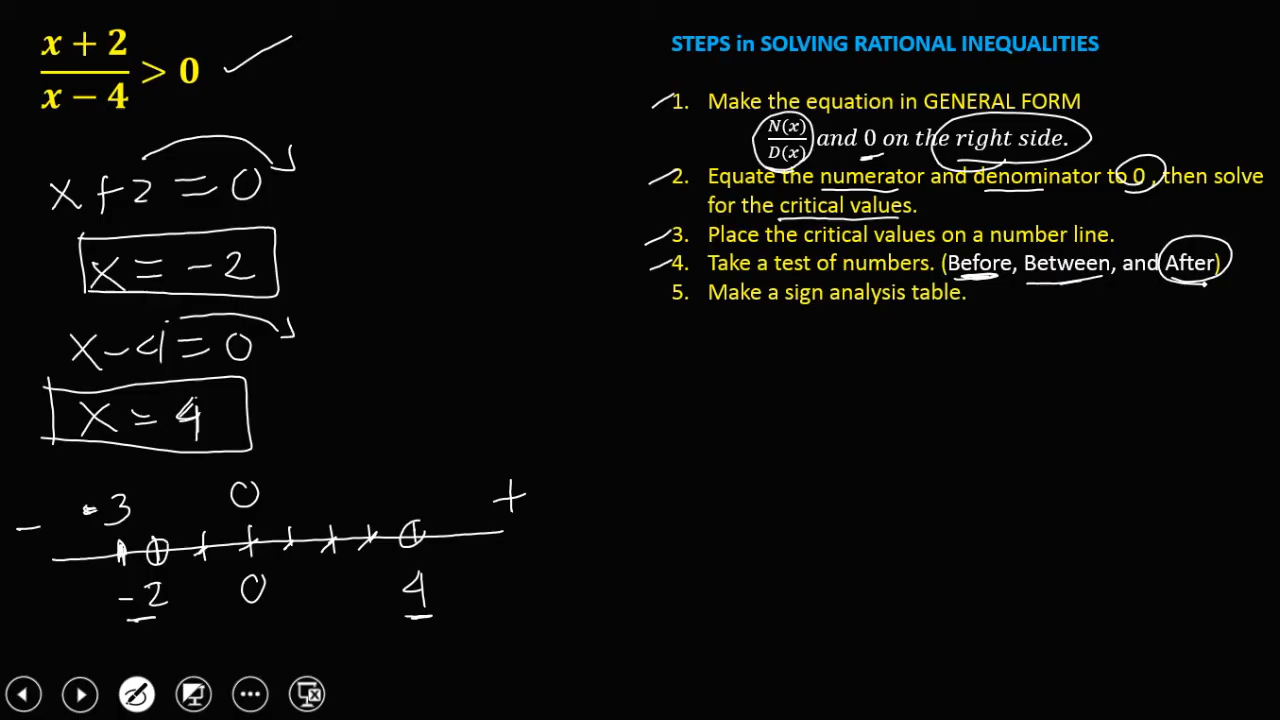 x + 2
x − 4
> 0
x + 2 = 0
x = -2
x - 4 = 0
x = 4
- -3 0 +
-2 0 4
STEPS in SOLVING RATIONAL INEQUALITIES
1. Make the equation in GENERAL FORM
N(x)
D(x)
and 0 on the right side.
2. Equate the numerator and denominator to 0 , then solve
for the critical values.
3. Place the critical values on a number line.
4. Take a test of numbers. (Before, Between, and After)
5. Make a sign analysis table.